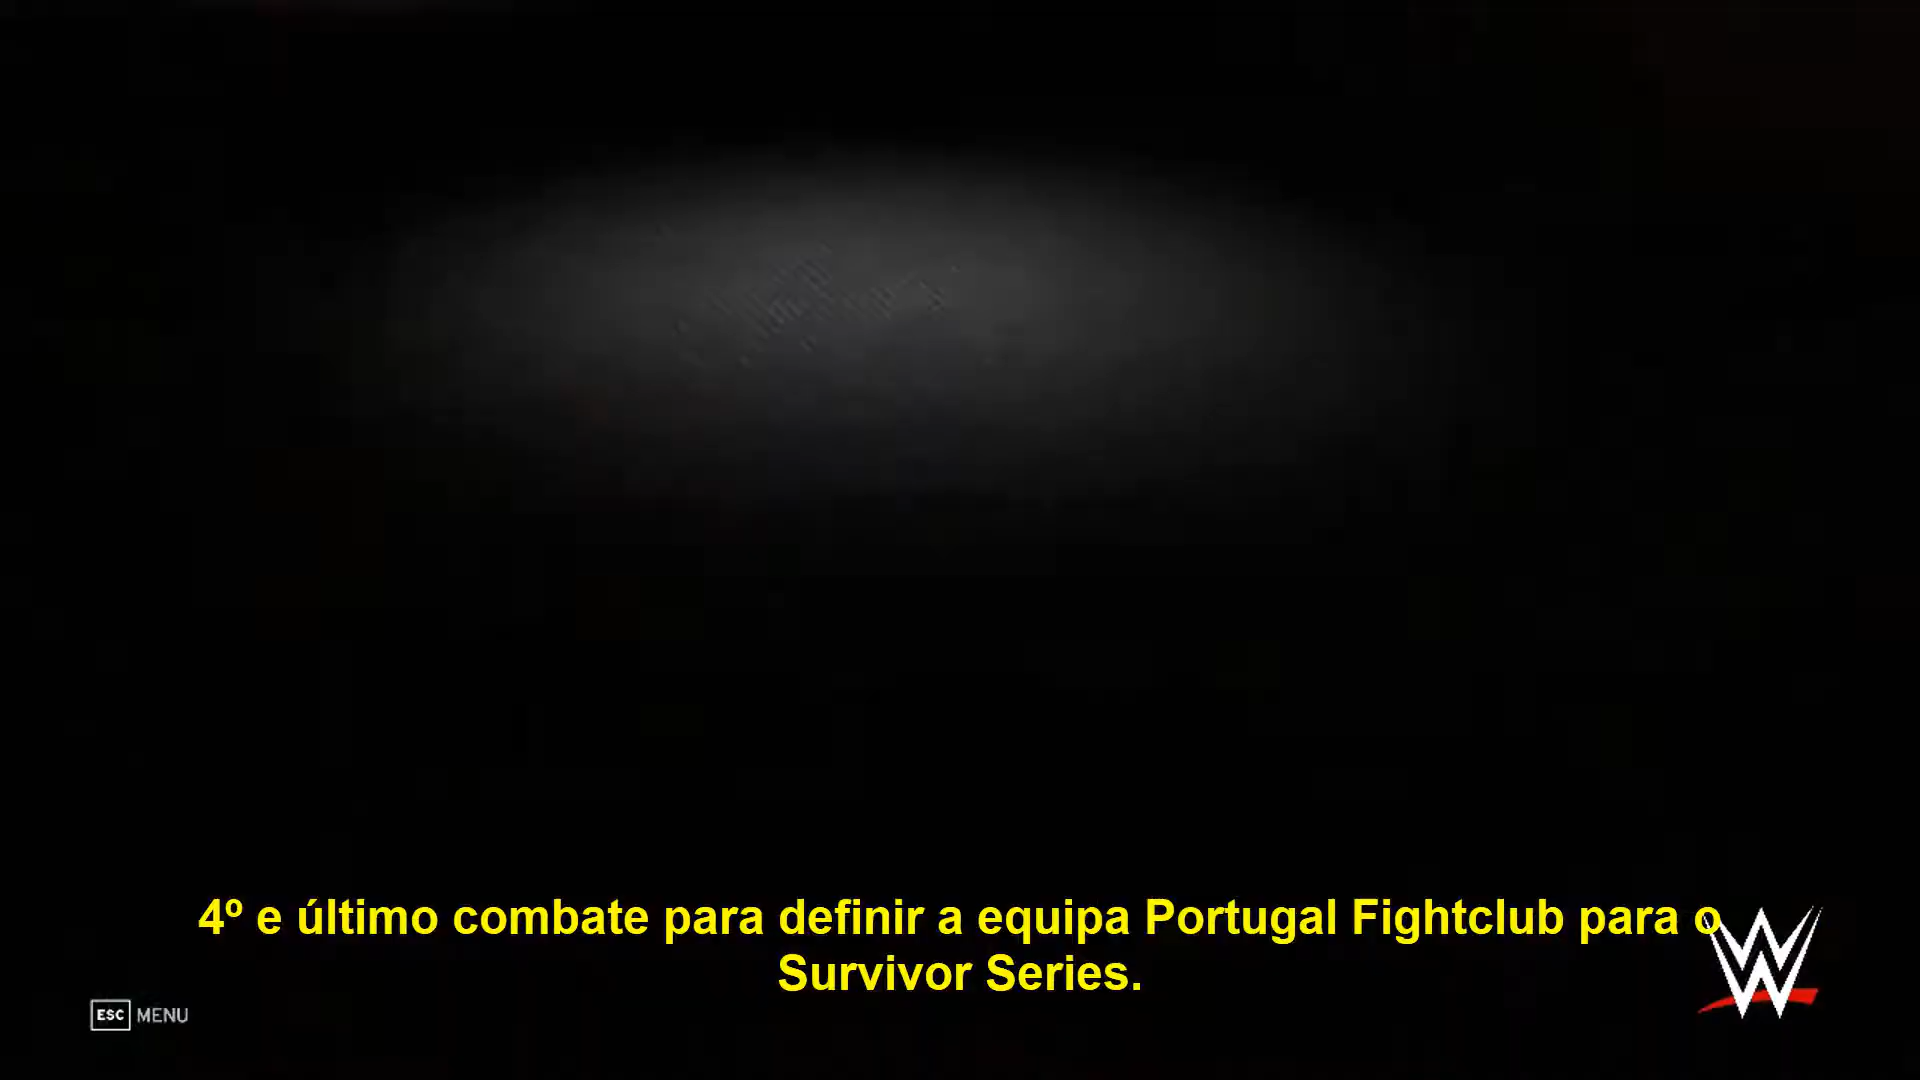 4º e último combate para definir a equipa Portugal Fightclub para o
Survivor Series.
ESC MENU
W